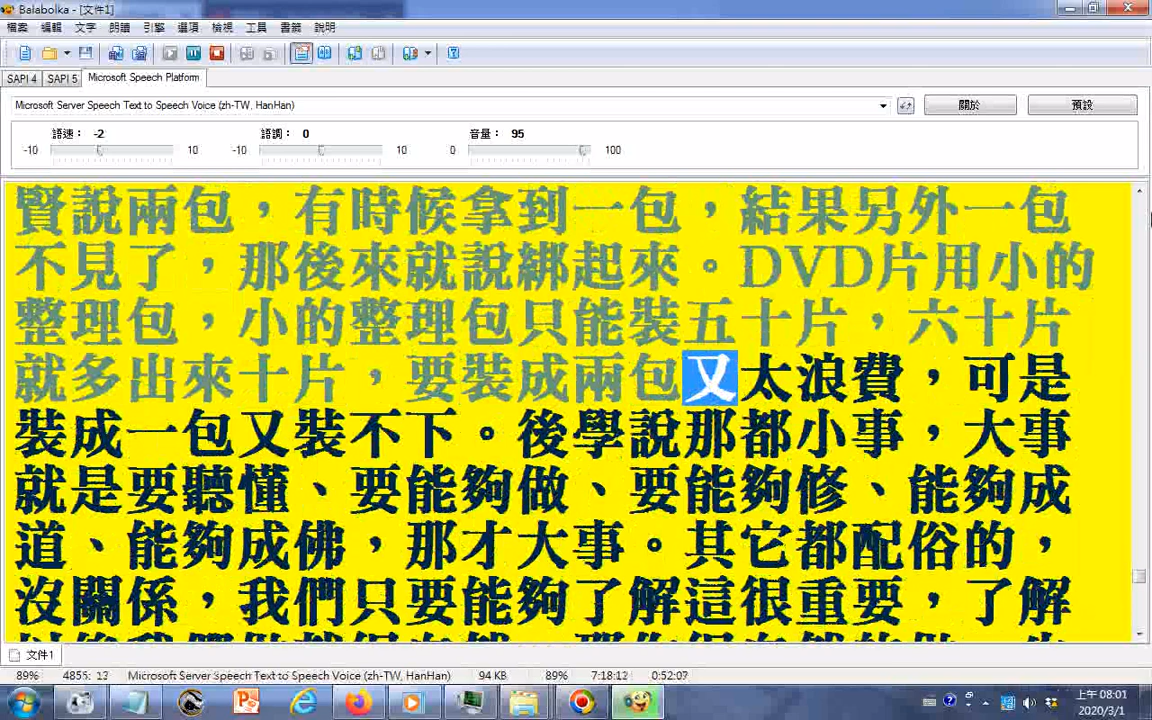 Balabolka - [文件1]
檔案 編輯 文字 朗讀 引擎 選項 檢視 工具 書籤 說明
SAPI 4 SAPI 5 Microsoft Speech Platform
Microsoft Server Speech Text to Speech Voice (zh-TW, HanHan) 關於 預設
語速： -2 語調： 0 音量： 95
-10 10 -10 10 0 100
賢說兩包，有時候拿到一包，結果另外一包
不見了，那後來就說綁起來。DVD片用小的
整理包，小的整理包只能裝五十片，六十片
就多出來十片，要裝成兩包又太浪費，可是
裝成一包又裝不下。後學說那都小事，大事
就是要聽懂、要能夠做、要能夠修、能夠成
道、能夠成佛，那才大事。其它都配俗的，
沒關係，我們只要能夠了解這很重要，了解
文件1
89% 4855: 13 Microsoft Server Speech Text to Speech Voice (zh-TW, HanHan) 94 KB 89% 7:18:12 0:52:07
上午 08:01
2020/3/1